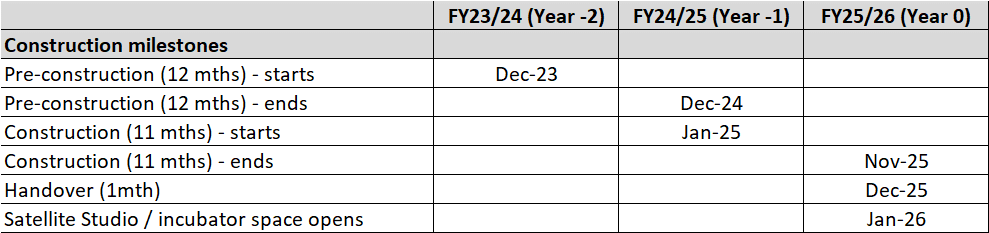 FY23/24 (Year -2) FY24/25 (Year -1) FY25/26 (Year 0)
Construction milestones
Pre-construction (12 mths) - starts Dec-23
Pre-construction (12 mths) - ends Dec-24
Construction (11 mths) - starts Jan-25
Construction (11 mths) - ends Nov-25
Handover (1mth) Dec-25
Satellite Studio / incubator space opens Jan-26